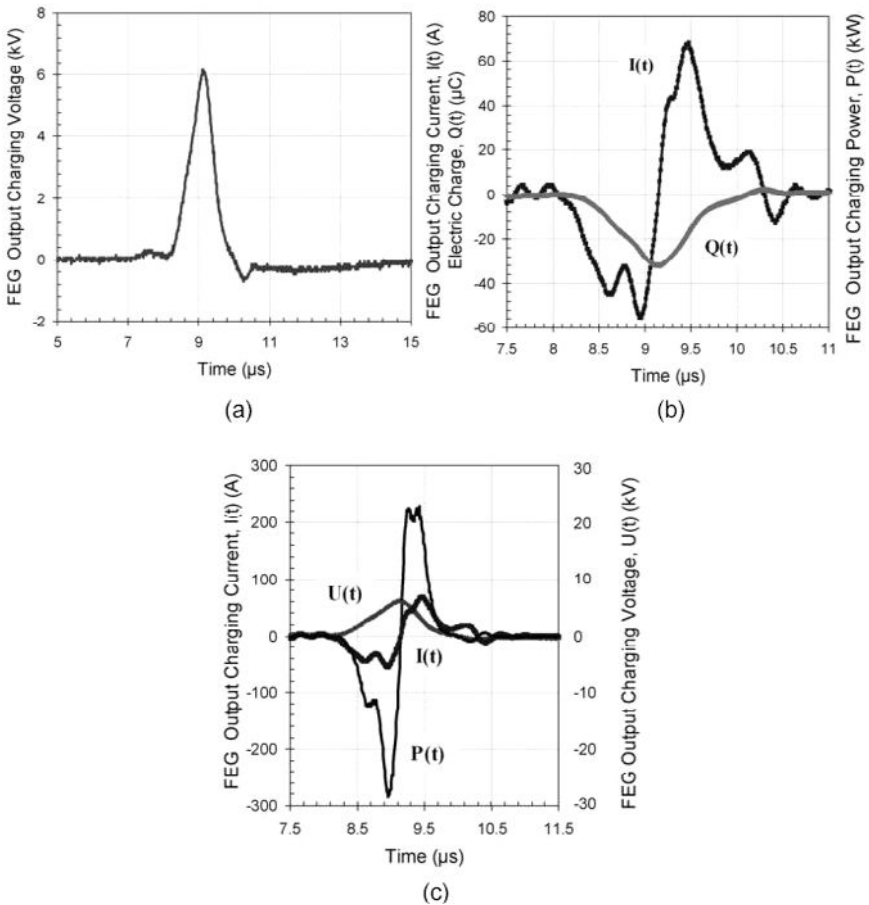 FEG Output Charging Voltage (kV)
8
6
4
2
0
-2
5
7
9
11
13
15
Time (µs)
(a)
FEG Output Charging Current, I(t) (A)
Electric Charge, Q(t) (µC)
80
60
40
20
0
-20
-40
-60
I(t)
Q(t)
FEG Output Charging Power, P(t) (kW)
7.5
8
8.5
9
9.5
10
10.5
11
Time (µs)
(b)
FEG Output Charging Current, I(t) (A)
300
200
100
0
-100
-200
-300
U(t)
I(t)
P(t)
30
20
10
0
-10
-20
-30
FEG Output Charging Voltage, U(t) (kV)
7.5
8.5
9.5
10.5
11.5
Time (µs)
(c)